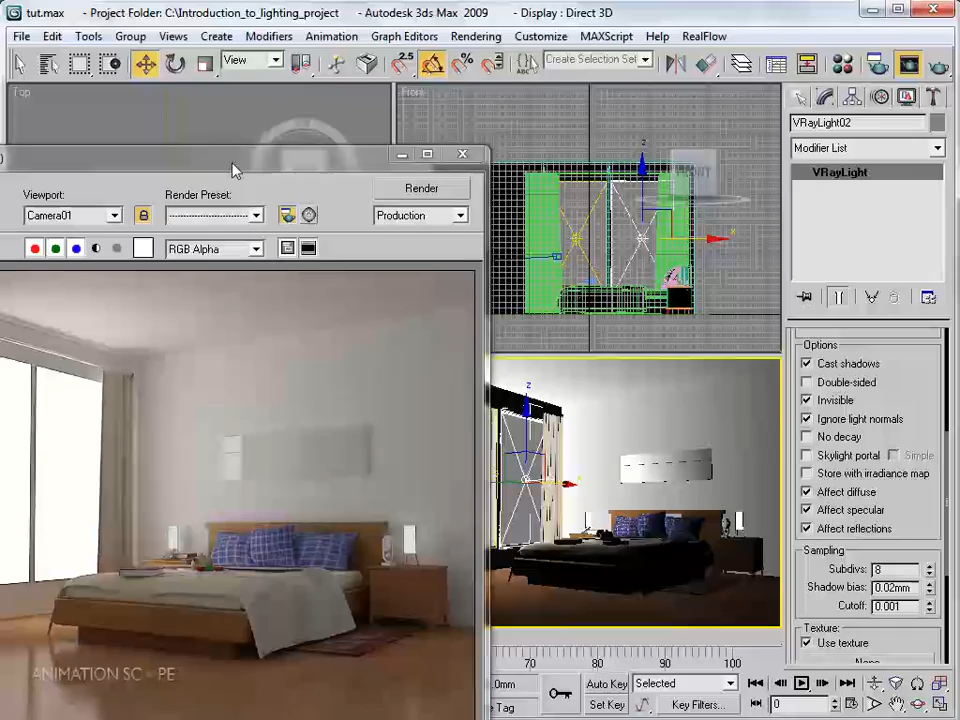 tut.max - Project Folder: C:\Introduction_to_lighting_project - Autodesk 3ds Max 2009 - Display : Direct 3D
File Edit Tools Group Views Create Modifiers Animation Graph Editors Rendering Customize MAXScript Help RealFlow
View 2.5 Create Selection Set
Top
Front
VRayLight02
Modifier List
VRayLight
Render
Viewport: Render Preset:
Camera01 Production
RGB Alpha
FRONT
z
x
z
Options
Cast shadows
Double-sided
Invisible
Ignore light normals
No decay
Skylight portal Simple
Store with irradiance map
Affect diffuse
Affect specular
Affect reflections
Sampling
Subdivs: 8
Shadow bias: 0.02mm
Cutoff: 0.001
Texture:
Use texture
None
ANIMATION SC PE
70 80 90 100
.0mm Auto Key Selected
Tag Set Key Key Filters... 0